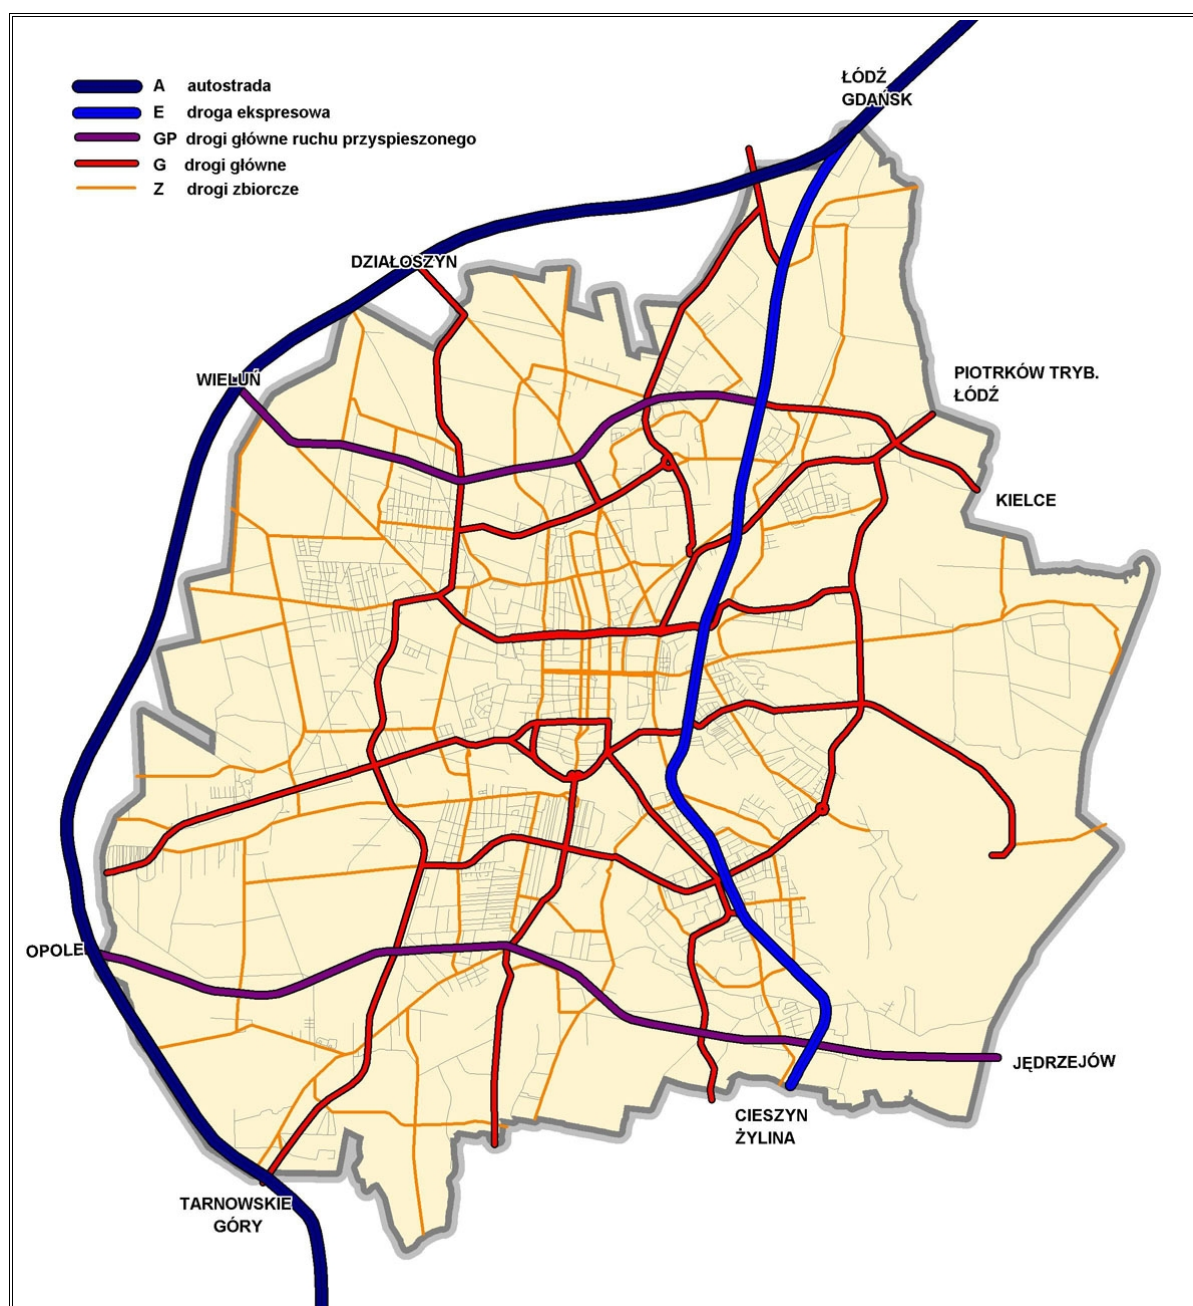 A autostrada
E droga ekspresowa
GP drogi główne ruchu przyspieszonego
G drogi główne
Z drogi zbiorcze
ŁÓDŹ
GDAŃSK
DZIAŁOSZYN
WIELUŃ
PIOTRKÓW TRYB.
ŁÓDŹ
KIELCE
OPOLE
JĘDRZEJÓW
CIESZYN
ŻYLINA
TARNOWSKIE
GÓRY